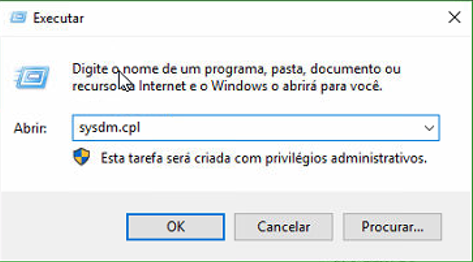 Executar
Digite o nome de um programa, pasta, documento ou
recurso da Internet e o Windows o abrirá para você.
Abrir:
sysdm.cpl
Esta tarefa será criada com privilégios administrativos.
OK
Cancelar
Procurar...